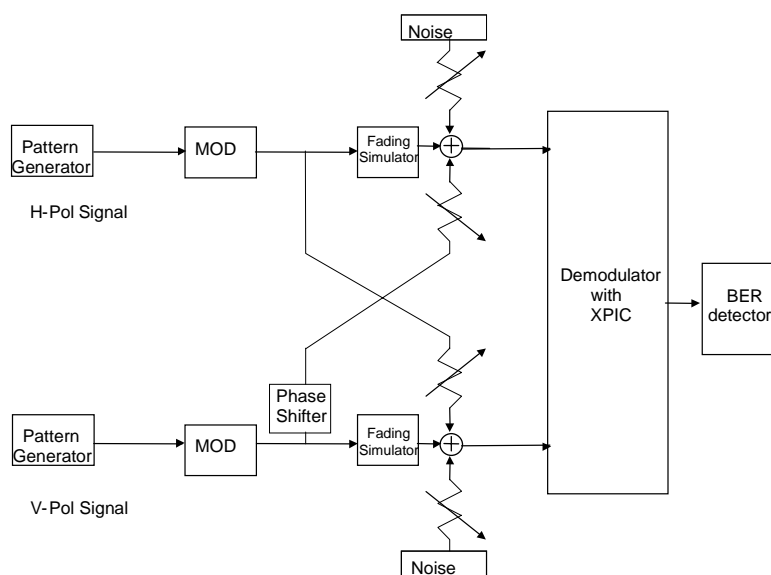 Noise
Pattern
Generator
MOD
Fading
Simulator
H-Pol Signal
Demodulator
with
XPIC
BER
detector
Phase
Shifter
Pattern
Generator
MOD
Fading
Simulator
V-Pol Signal
Noise